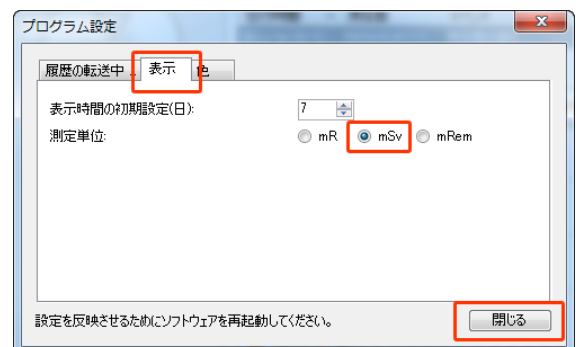 プログラム設定
履歴の転送中 表示 色
表示時間の初期設定(日): 7
測定単位: mR mSv mRem
設定を反映させるためにソフトウェアを再起動してください。 閉じる